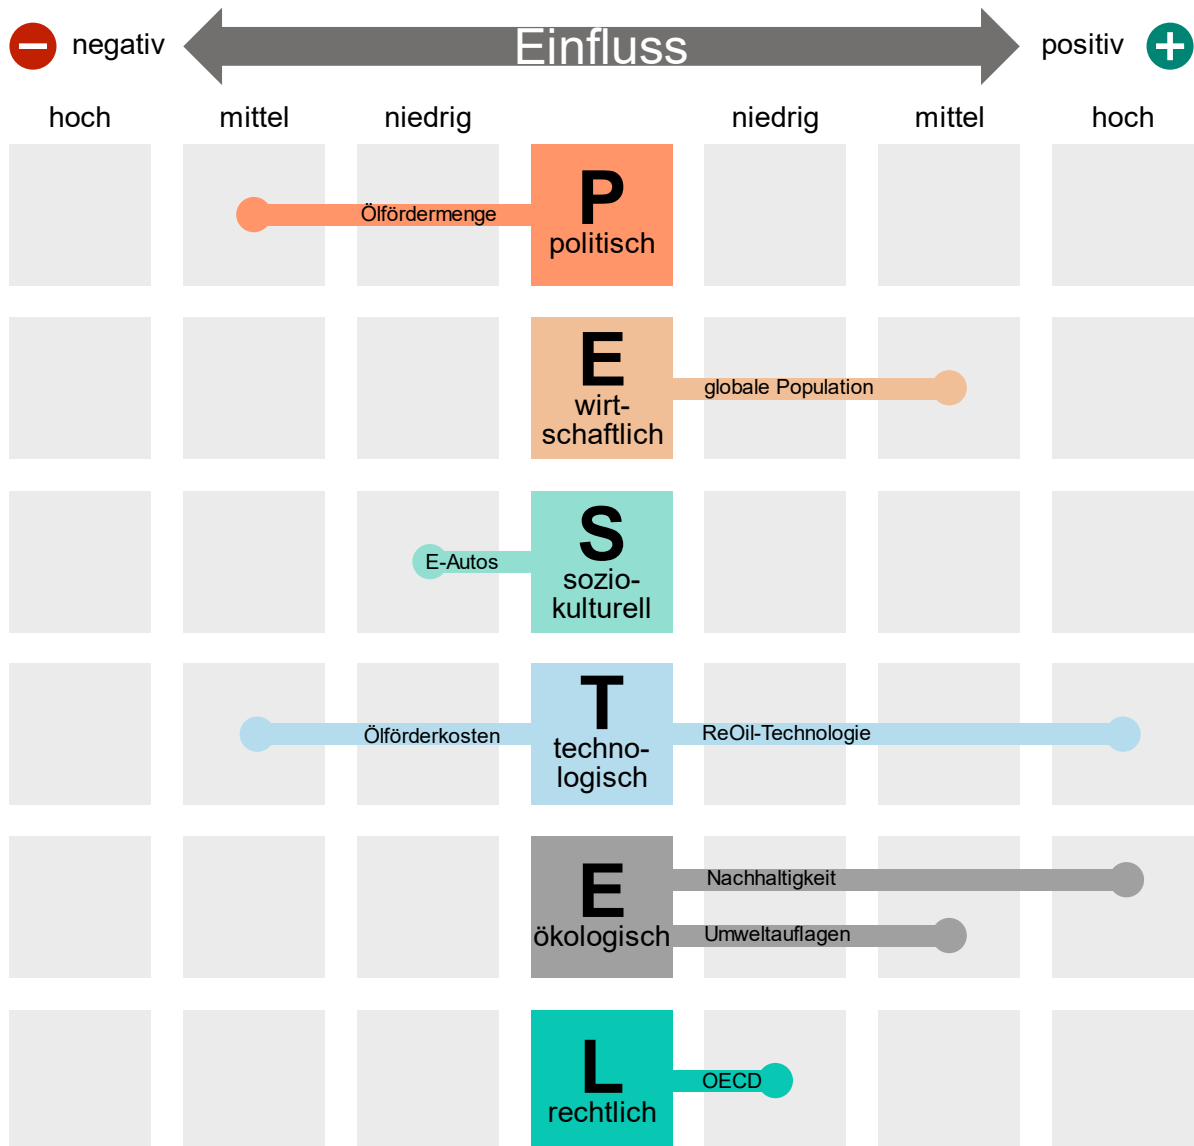 negativ
Einfluss
positiv
hoch
mittel
niedrig
niedrig
mittel
hoch
Ölfördermenge
P
politisch
E
wirt-
schaftlich
globale Population
E-Autos
S
sozio-
kulturell
Ölförderkosten
T
techno-
logisch
ReOil-Technologie
E
ökologisch
Nachhaltigkeit
Umweltauflagen
L
rechtlich
OECD